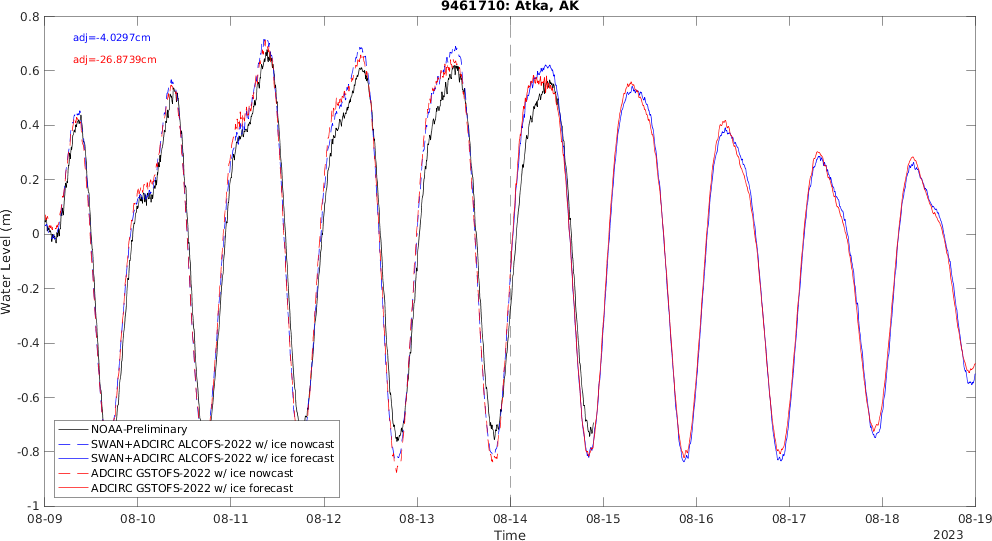 9461710: Atka, AK
adj=-4.0297cm
adj=-26.8739cm
Water Level (m)
0.8
0.6
0.4
0.2
0
-0.2
-0.4
-0.6
-0.8
-1
NOAA-Preliminary
SWAN+ADCIRC ALCOFS-2022 w/ ice nowcast
SWAN+ADCIRC ALCOFS-2022 w/ ice forecast
ADCIRC GSTOFS-2022 w/ ice nowcast
ADCIRC GSTOFS-2022 w/ ice forecast
08-09 08-10 08-11 08-12 08-13 08-14 08-15 08-16 08-17 08-18 08-19
Time
2023